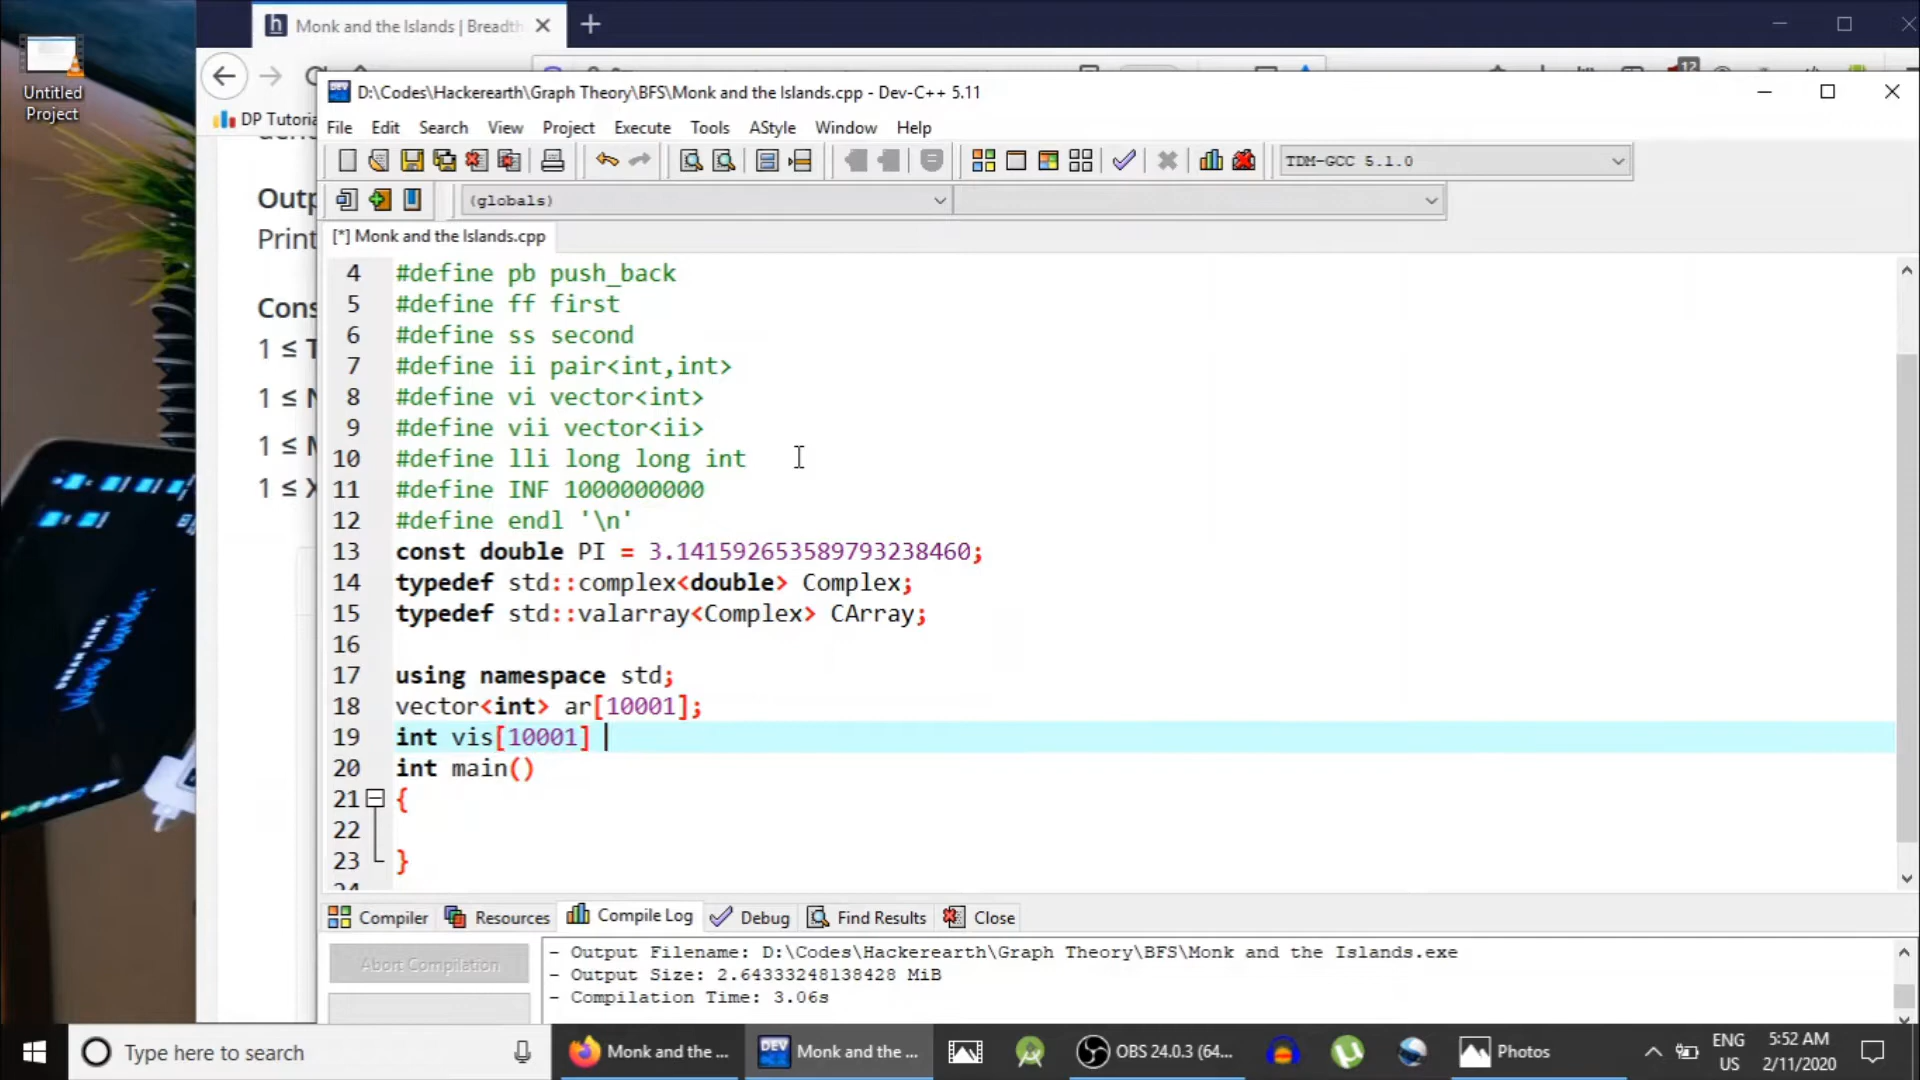 Untitled
Project
Monk and the Islands | Breadth
12
DP Tutoria
Outp
Print
Cons
1 ≤ T
1 ≤ N
1 ≤ M
1 ≤ X
D:\Codes\Hackerearth\Graph Theory\BFS\Monk and the Islands.cpp - Dev-C++ 5.11
File Edit Search View Project Execute Tools AStyle Window Help
TDM-GCC 5.1.0
(globals)
[*] Monk and the Islands.cpp
4 #define pb push_back
5 #define ff first
6 #define ss second
7 #define ii pair<int,int>
8 #define vi vector<int>
9 #define vii vector<ii>
10 #define lli long long int
11 #define INF 1000000000
12 #define endl '\n'
13 const double PI = 3.141592653589793238460;
14 typedef std::complex<double> Complex;
15 typedef std::valarray<Complex> CArray;
16
17 using namespace std;
18 vector<int> ar[10001];
19 int vis[10001]
20 int main()
21 {
22
23 }
24
Compiler Resources Compile Log Debug Find Results Close
Abort Compilation
- Output Filename: D:\Codes\Hackerearth\Graph Theory\BFS\Monk and the Islands.exe
- Output Size: 2.64333248138428 MiB
- Compilation Time: 3.06s
Type here to search
Monk and the ...
DEV
Monk and the ...
OBS 24.0.3 (64...
Photos
ENG
US
5:52 AM
2/11/2020